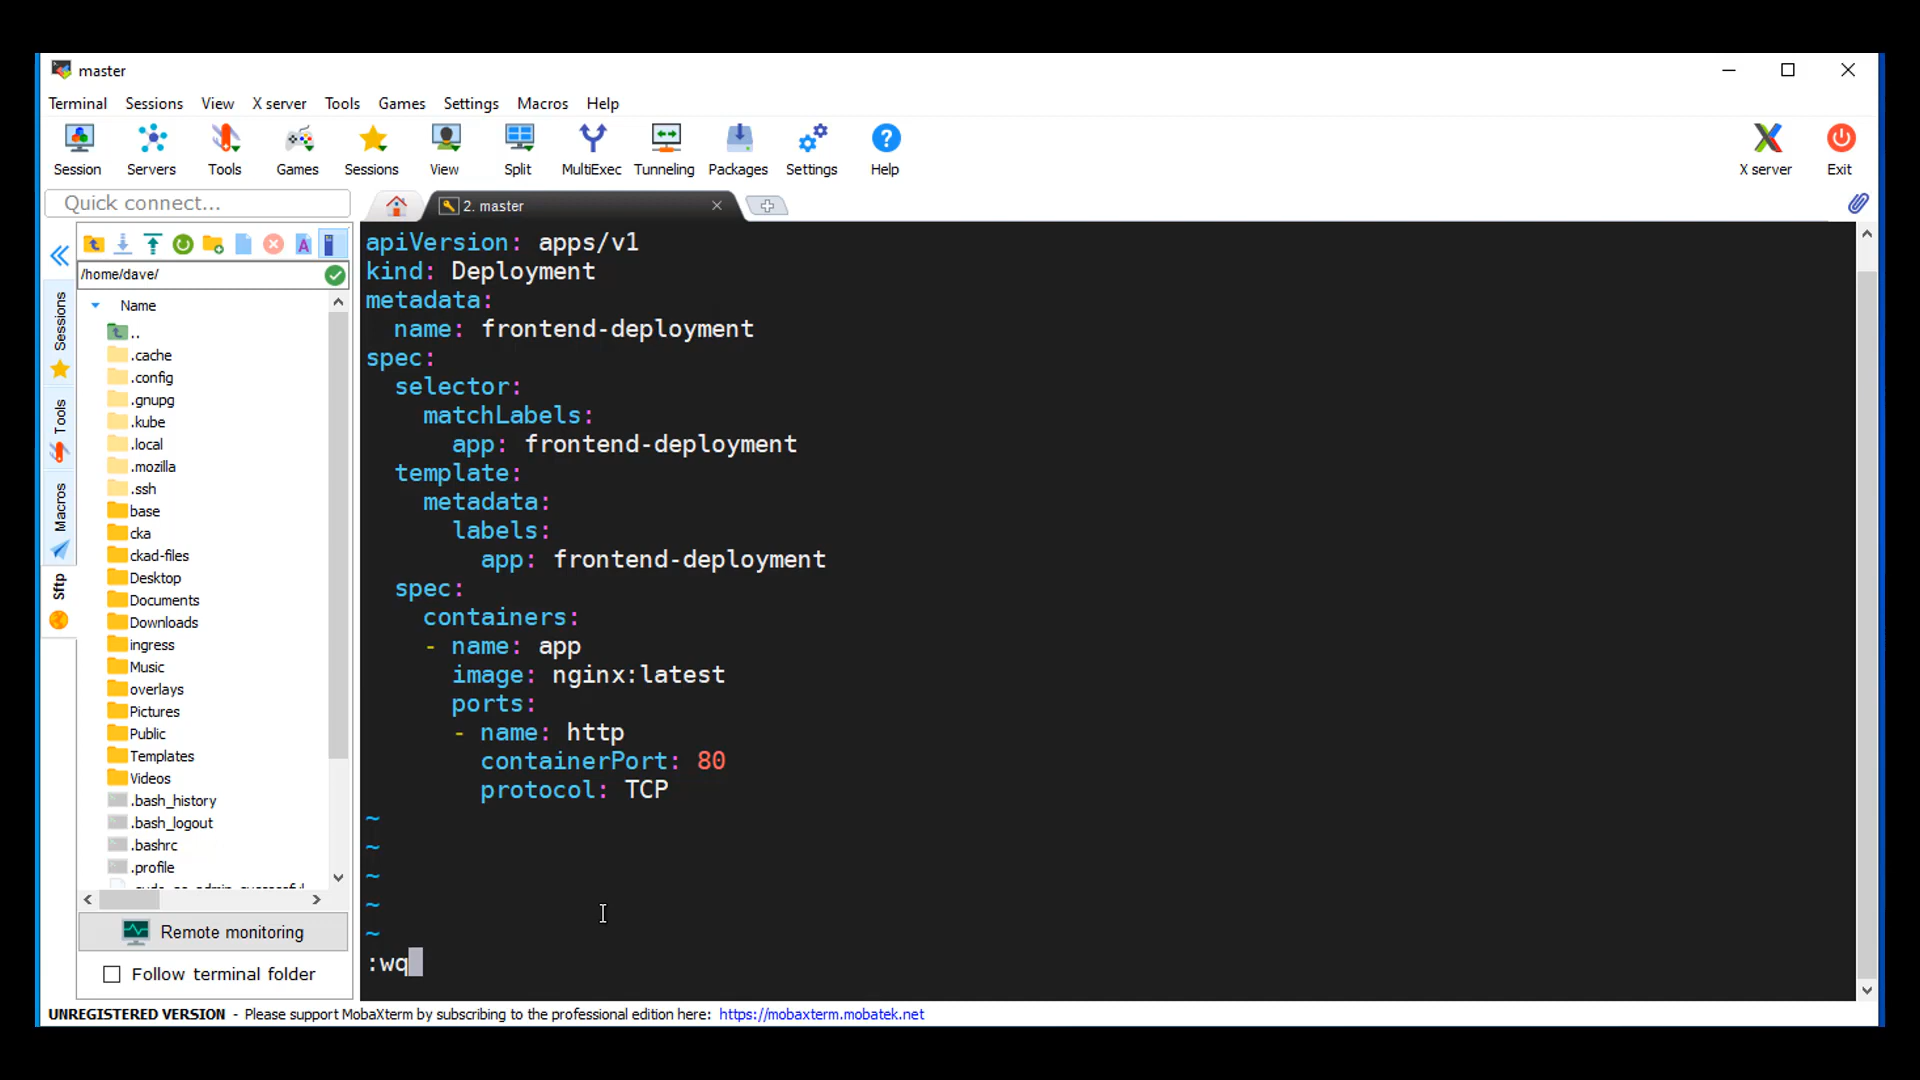 master
Terminal Sessions View X server Tools Games Settings Macros Help
Session Servers Tools Games Sessions View Split MultiExec Tunneling Packages Settings Help X server Exit
Quick connect...
2. master
/home/dave/
Name
..
.cache
.config
.gnupg
.kube
.local
.mozilla
.ssh
base
cka
ckad-files
Desktop
Documents
Downloads
ingress
Music
overlays
Pictures
Public
Templates
Videos
.bash_history
.bash_logout
.bashrc
.profile
Sessions
Tools
Macros
Sftp
Remote monitoring
Follow terminal folder
apiVersion: apps/v1
kind: Deployment
metadata:
  name: frontend-deployment
spec:
  selector:
    matchLabels:
      app: frontend-deployment
  template:
    metadata:
      labels:
        app: frontend-deployment
  spec:
    containers:
    - name: app
      image: nginx:latest
      ports:
      - name: http
        containerPort: 80
        protocol: TCP
~
~
~
~
~
:wq
UNREGISTERED VERSION - Please support MobaXterm by subscribing to the professional edition here: https://mobaxterm.mobatek.net